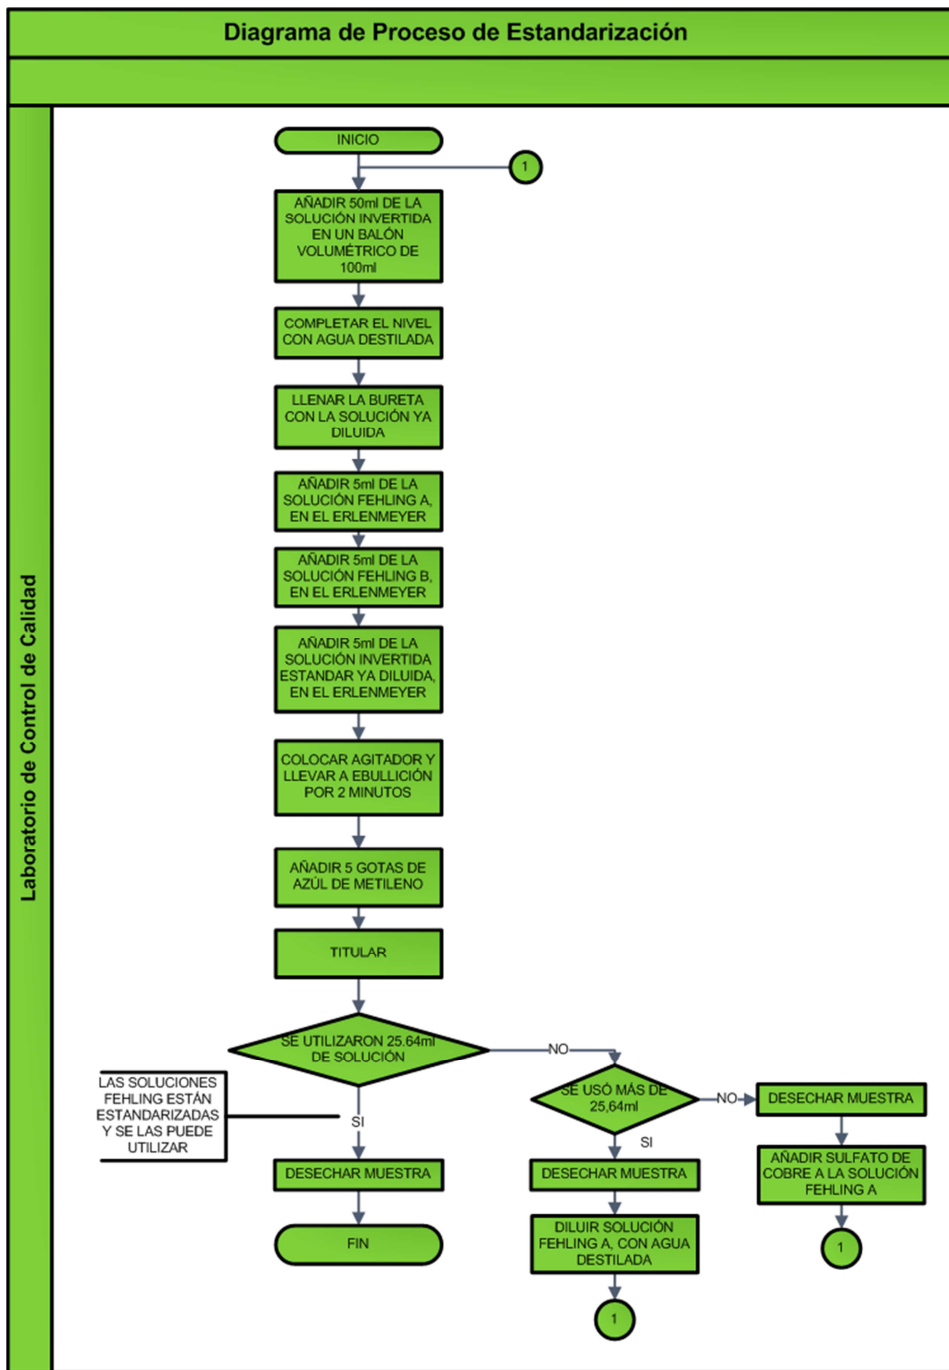 Diagrama de Proceso de Estandarización
Laboratorio de Control de Calidad
INICIO
1
AÑADIR 50ml DE LA
SOLUCIÓN INVERTIDA
EN UN BALÓN
VOLUMÉTRICO DE
100ml
COMPLETAR EL NIVEL
CON AGUA DESTILADA
LLENAR LA BURETA
CON LA SOLUCIÓN YA
DILUIDA
AÑADIR 5ml DE LA
SOLUCIÓN FEHLING A,
EN EL ERLENMEYER
AÑADIR 5ml DE LA
SOLUCIÓN FEHLING B,
EN EL ERLENMEYER
AÑADIR 5ml DE LA
SOLUCIÓN INVERTIDA
ESTANDAR YA DILUIDA,
EN EL ERLENMEYER
COLOCAR AGITADOR Y
LLEVAR A EBULLICIÓN
POR 2 MINUTOS
AÑADIR 5 GOTAS DE
AZÚL DE METILENO
TITULAR
SE UTILIZARON 25.64ml
DE SOLUCIÓN
NO
SI
LAS SOLUCIONES
FEHLING ESTÁN
ESTANDARIZADAS
Y SE LAS PUEDE
UTILIZAR
DESECHAR MUESTRA
FIN
SE USÓ MÁS DE
25,64ml
NO
SI
DESECHAR MUESTRA
DILUIR SOLUCIÓN
FEHLING A, CON AGUA
DESTILADA
1
DESECHAR MUESTRA
AÑADIR SULFATO DE
COBRE A LA SOLUCIÓN
FEHLING A
1